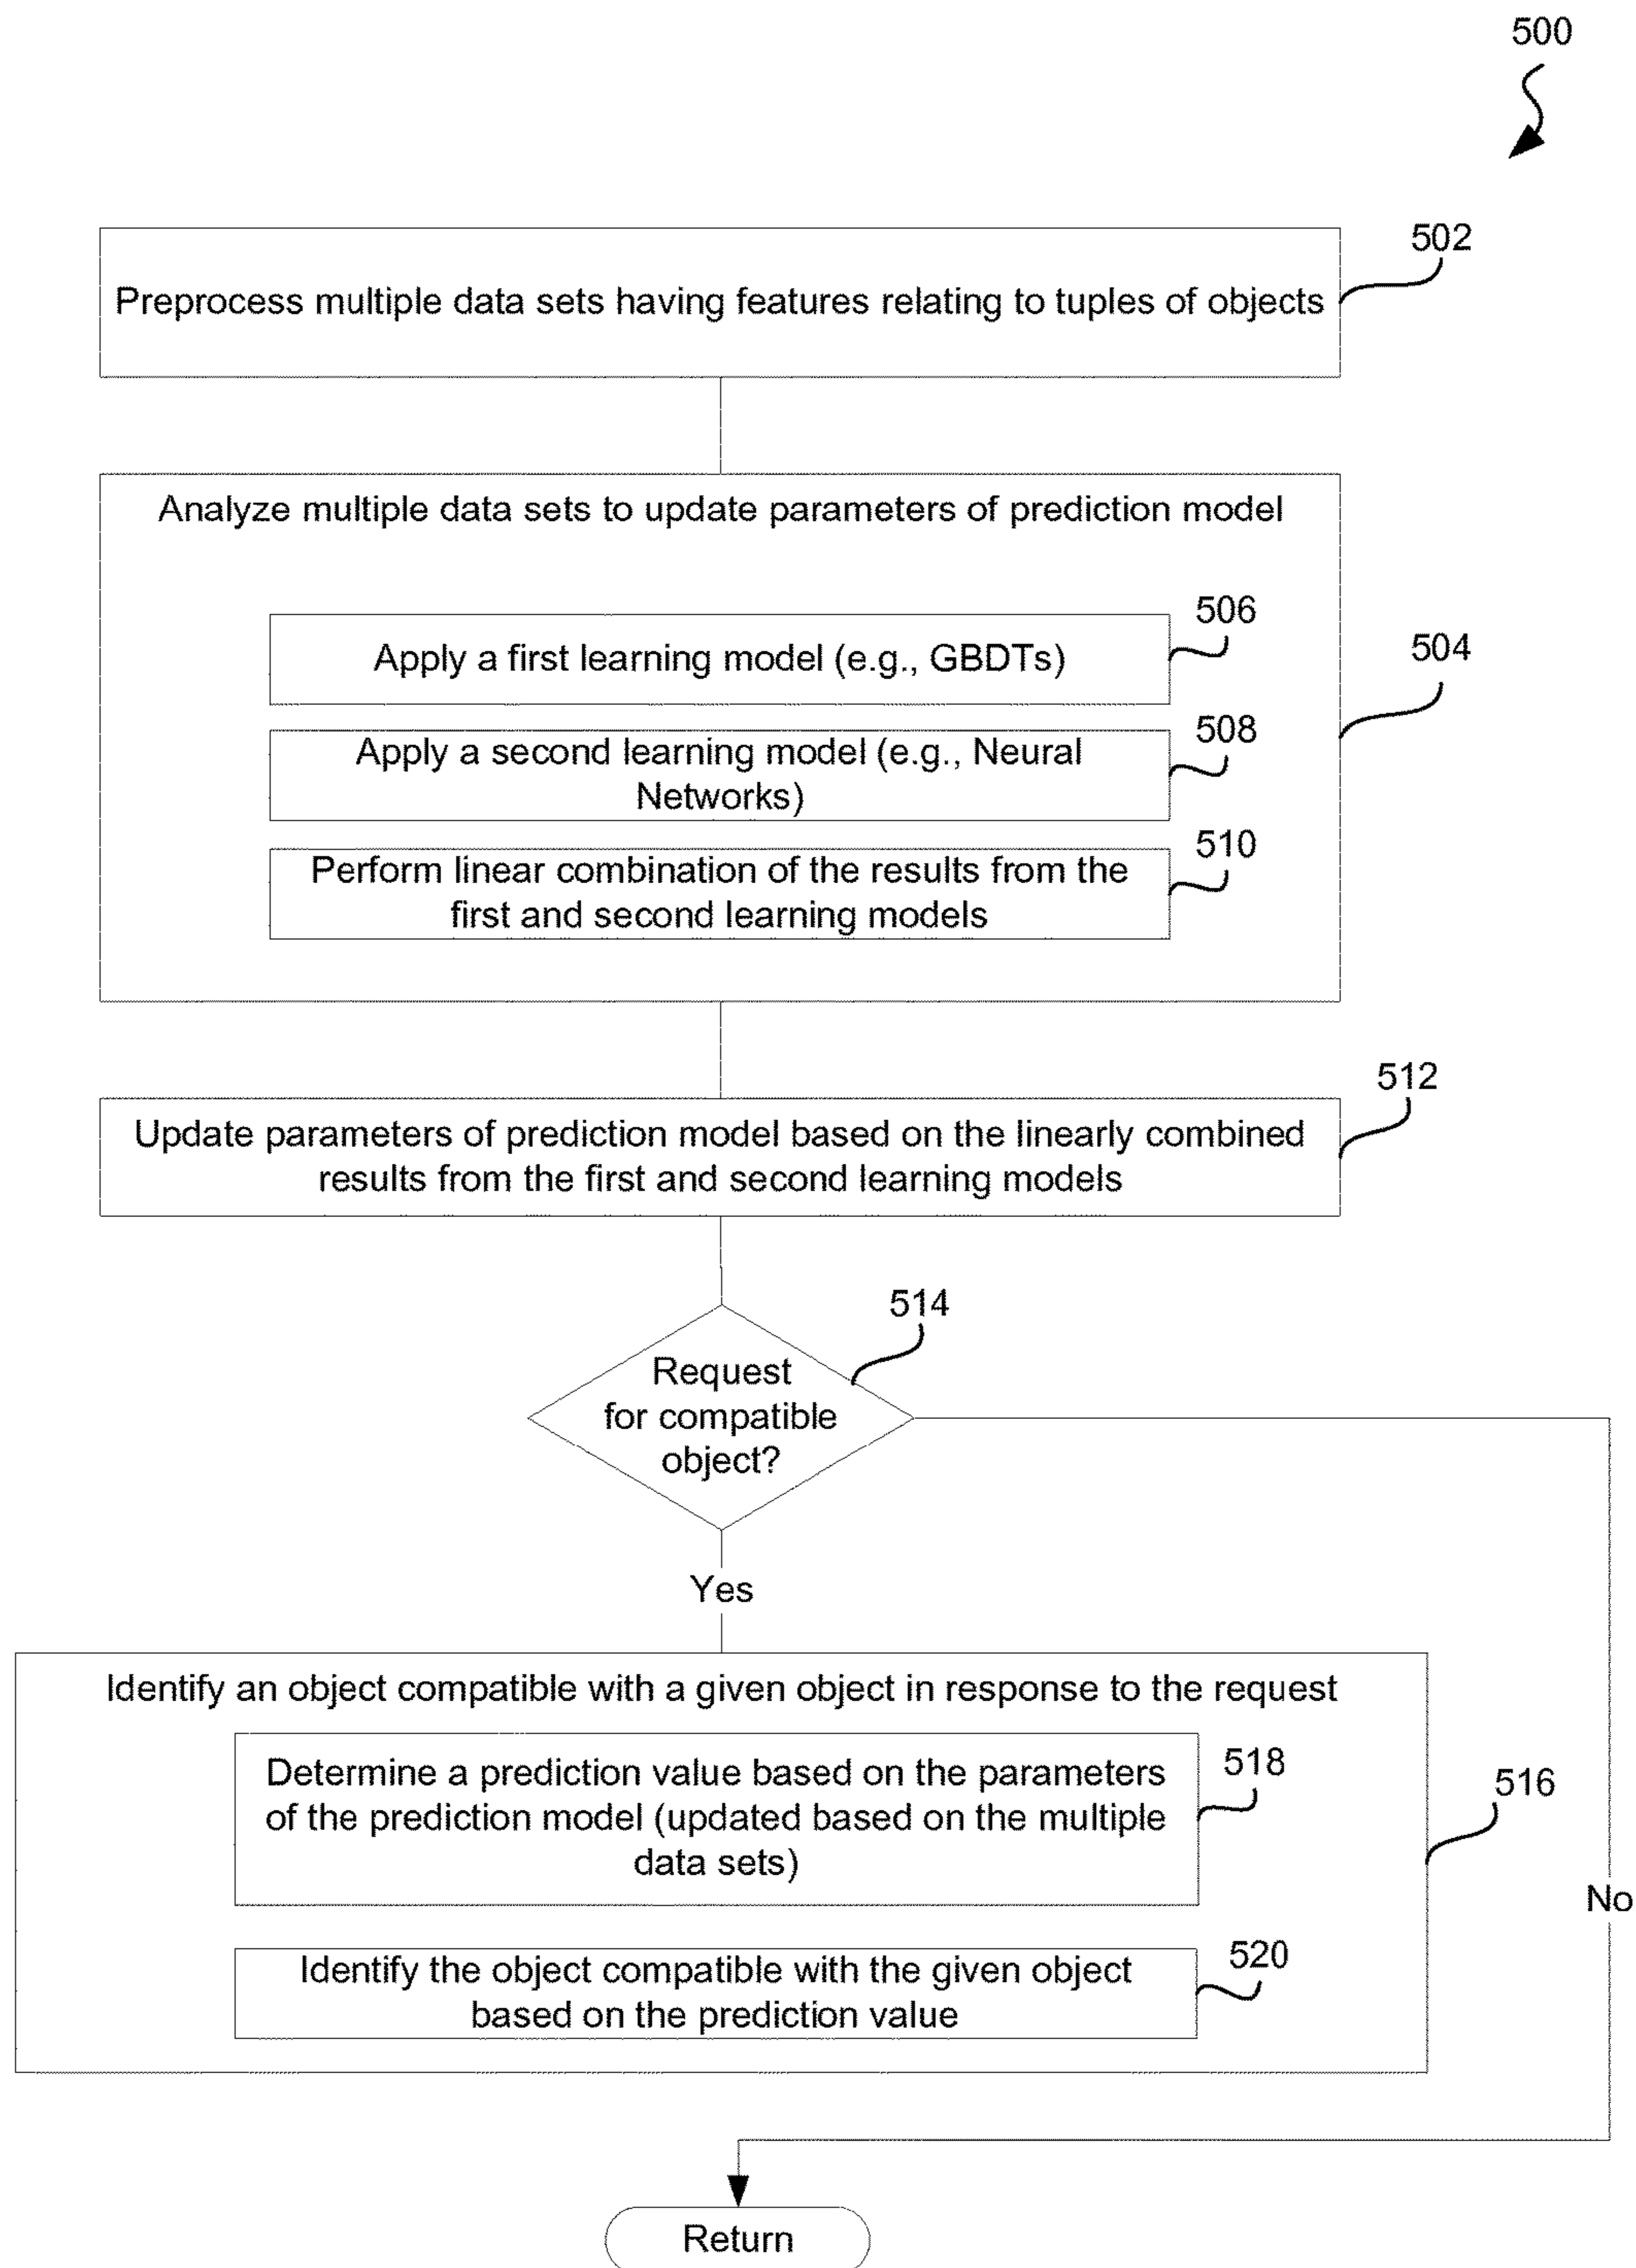 500
502
Preprocess multiple data sets having features relating to tuples of objects
Analyze multiple data sets to update parameters of prediction model
506
Apply a first learning model (e.g., GBDTs)
504
508
Apply a second learning model (e.g., Neural
Networks)
510
Perform linear combination of the results from the
first and second learning models
512
Update parameters of prediction model based on the linearly combined
results from the first and second learning models
514
Request
for compatible
object?
Yes
Identify an object compatible with a given object in response to the request
518
Determine a prediction value based on the parameters
of the prediction model (updated based on the multiple
data sets)
516
No
520
Identify the object compatible with the given object
based on the prediction value
Return